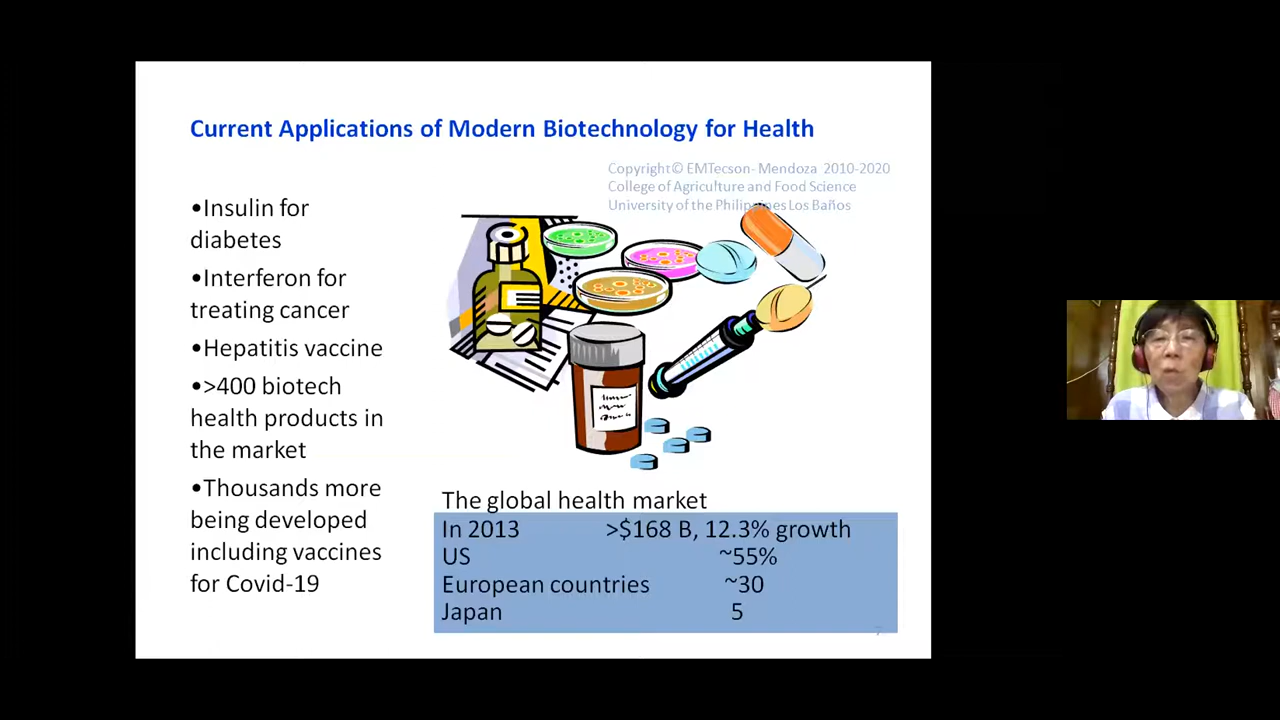 Current Applications of Modern Biotechnology for Health
Copyright© EMTecson- Mendoza 2010-2020
College of Agriculture and Food Science
University of the Philippines Los Baños
•Insulin for
diabetes
•Interferon for
treating cancer
•Hepatitis vaccine
•>400 biotech
health products in
the market
•Thousands more
being developed
including vaccines
for Covid-19
The global health market
In 2013 >$168 B, 12.3% growth
US ~55%
European countries ~30
Japan 5
7